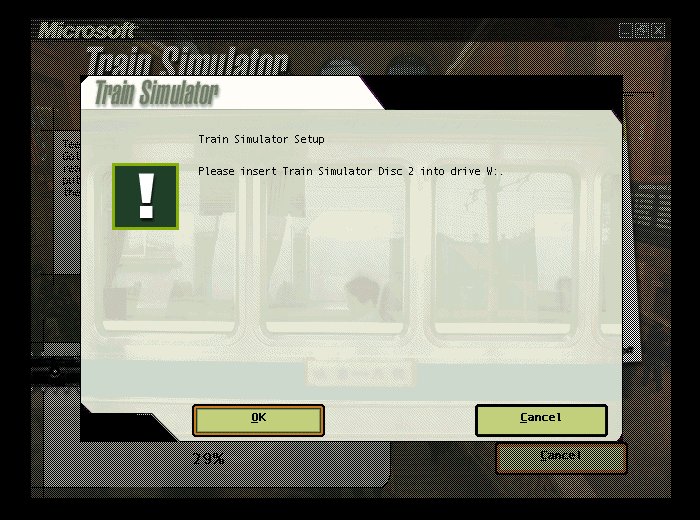 Microsoft
Train Simulator
Train Simulator
Train Simulator Setup
Please insert Train Simulator Disc 2 into drive W:.
OK
Cancel
29%
Cancel